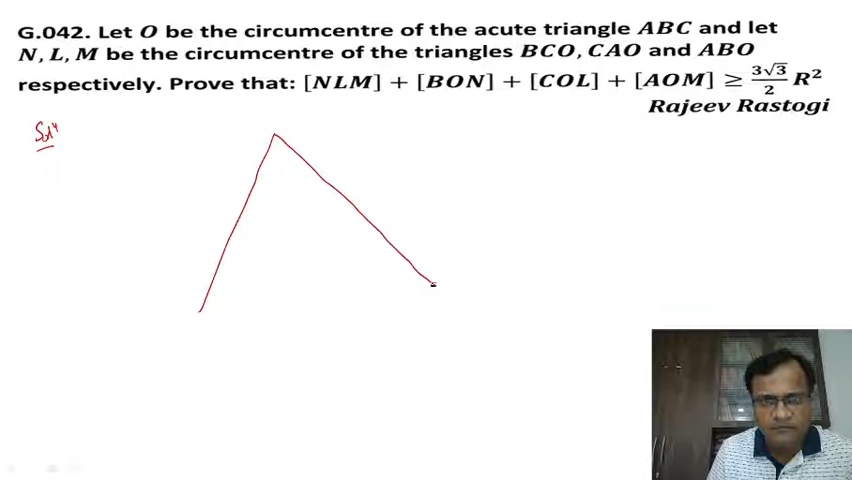 G.042. Let O be the circumcentre of the acute triangle ABC and let
N, L, M be the circumcentre of the triangles BCO, CAO and ABO
respectively. Prove that: [NLM] + [BON] + [COL] + [AOM] ≥ 3√3/2 R²
Rajeev Rastogi
Solⁿ